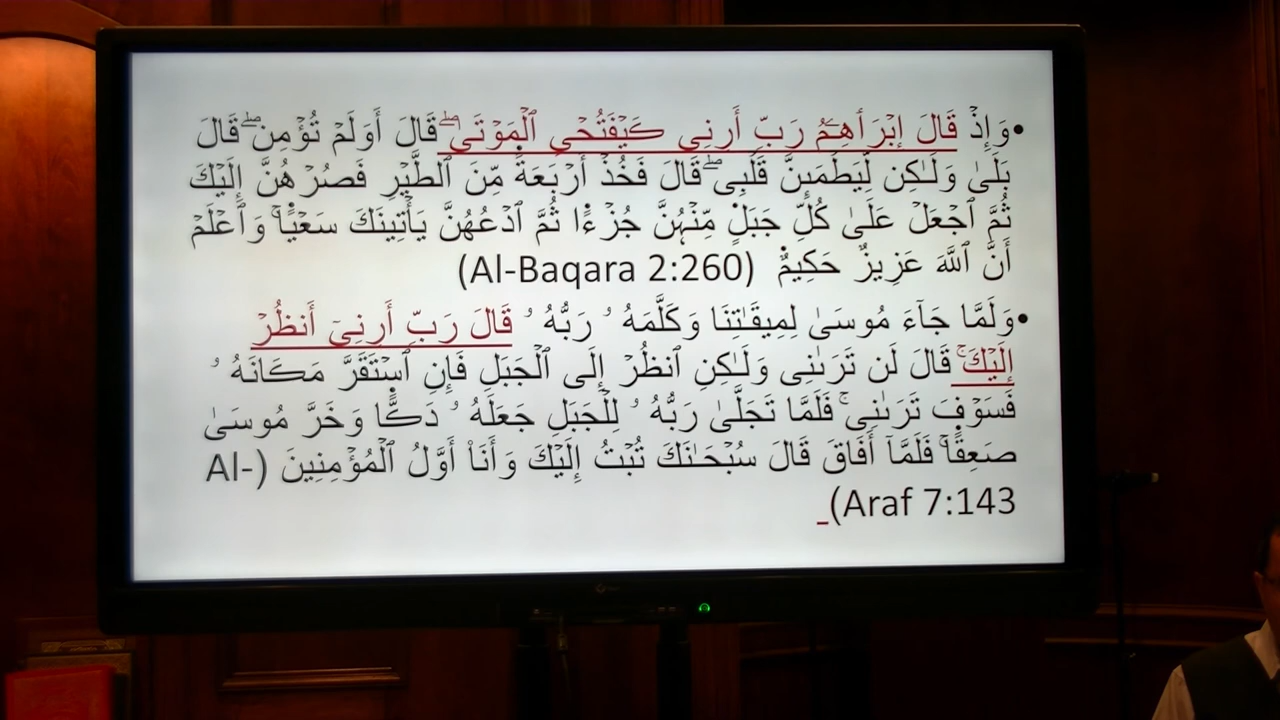 •وَإِذْ قَالَ إِبْرَٰهِـۧمُ رَبِّ أَرِنِي كَيْفَتُحْيِ ٱلْمَوْتَىٰ ۖ قَالَ أَوَلَمْ تُؤْمِن ۖ قَالَ
بَلَىٰ وَلَـٰكِن لِّيَطْمَئِنَّ قَلْبِى ۖ قَالَ فَخُذْ أَرْبَعَةً مِّنَ ٱلطَّيْرِ فَصُرْهُنَّ إِلَيْكَ
ثُمَّ ٱجْعَلْ عَلَىٰ كُلِّ جَبَلٍ مِّنْهُنَّ جُزْءًا ثُمَّ ٱدْعُهُنَّ يَأْتِينَكَ سَعْيًا ۚ وَٱعْلَمْ
أَنَّ ٱللَّهَ عَزِيزٌ حَكِيمٌ (Al-Baqara 2:260)
•وَلَمَّا جَآءَ مُوسَىٰ لِمِيقَـٰتِنَا وَكَلَّمَهُ ۥ رَبُّهُ ۥ قَالَ رَبِّ أَرِنِىٓ أَنظُرْ
إِلَيْكَ ۚ قَالَ لَن تَرَىٰنِى وَلَـٰكِنِ ٱنظُرْ إِلَى ٱلْجَبَلِ فَإِنِ ٱسْتَقَرَّ مَكَانَهُ ۥ
فَسَوْفَ تَرَىٰنِى ۚ فَلَمَّا تَجَلَّىٰ رَبُّهُ ۥ لِلْجَبَلِ جَعَلَهُ ۥ دَكًّا وَخَرَّ مُوسَىٰ
صَعِقًا ۚ فَلَمَّآ أَفَاقَ قَالَ سُبْحَـٰنَكَ تُبْتُ إِلَيْكَ وَأَنَا۠ أَوَّلُ ٱلْمُؤْمِنِينَ (Al-
Araf 7:143)